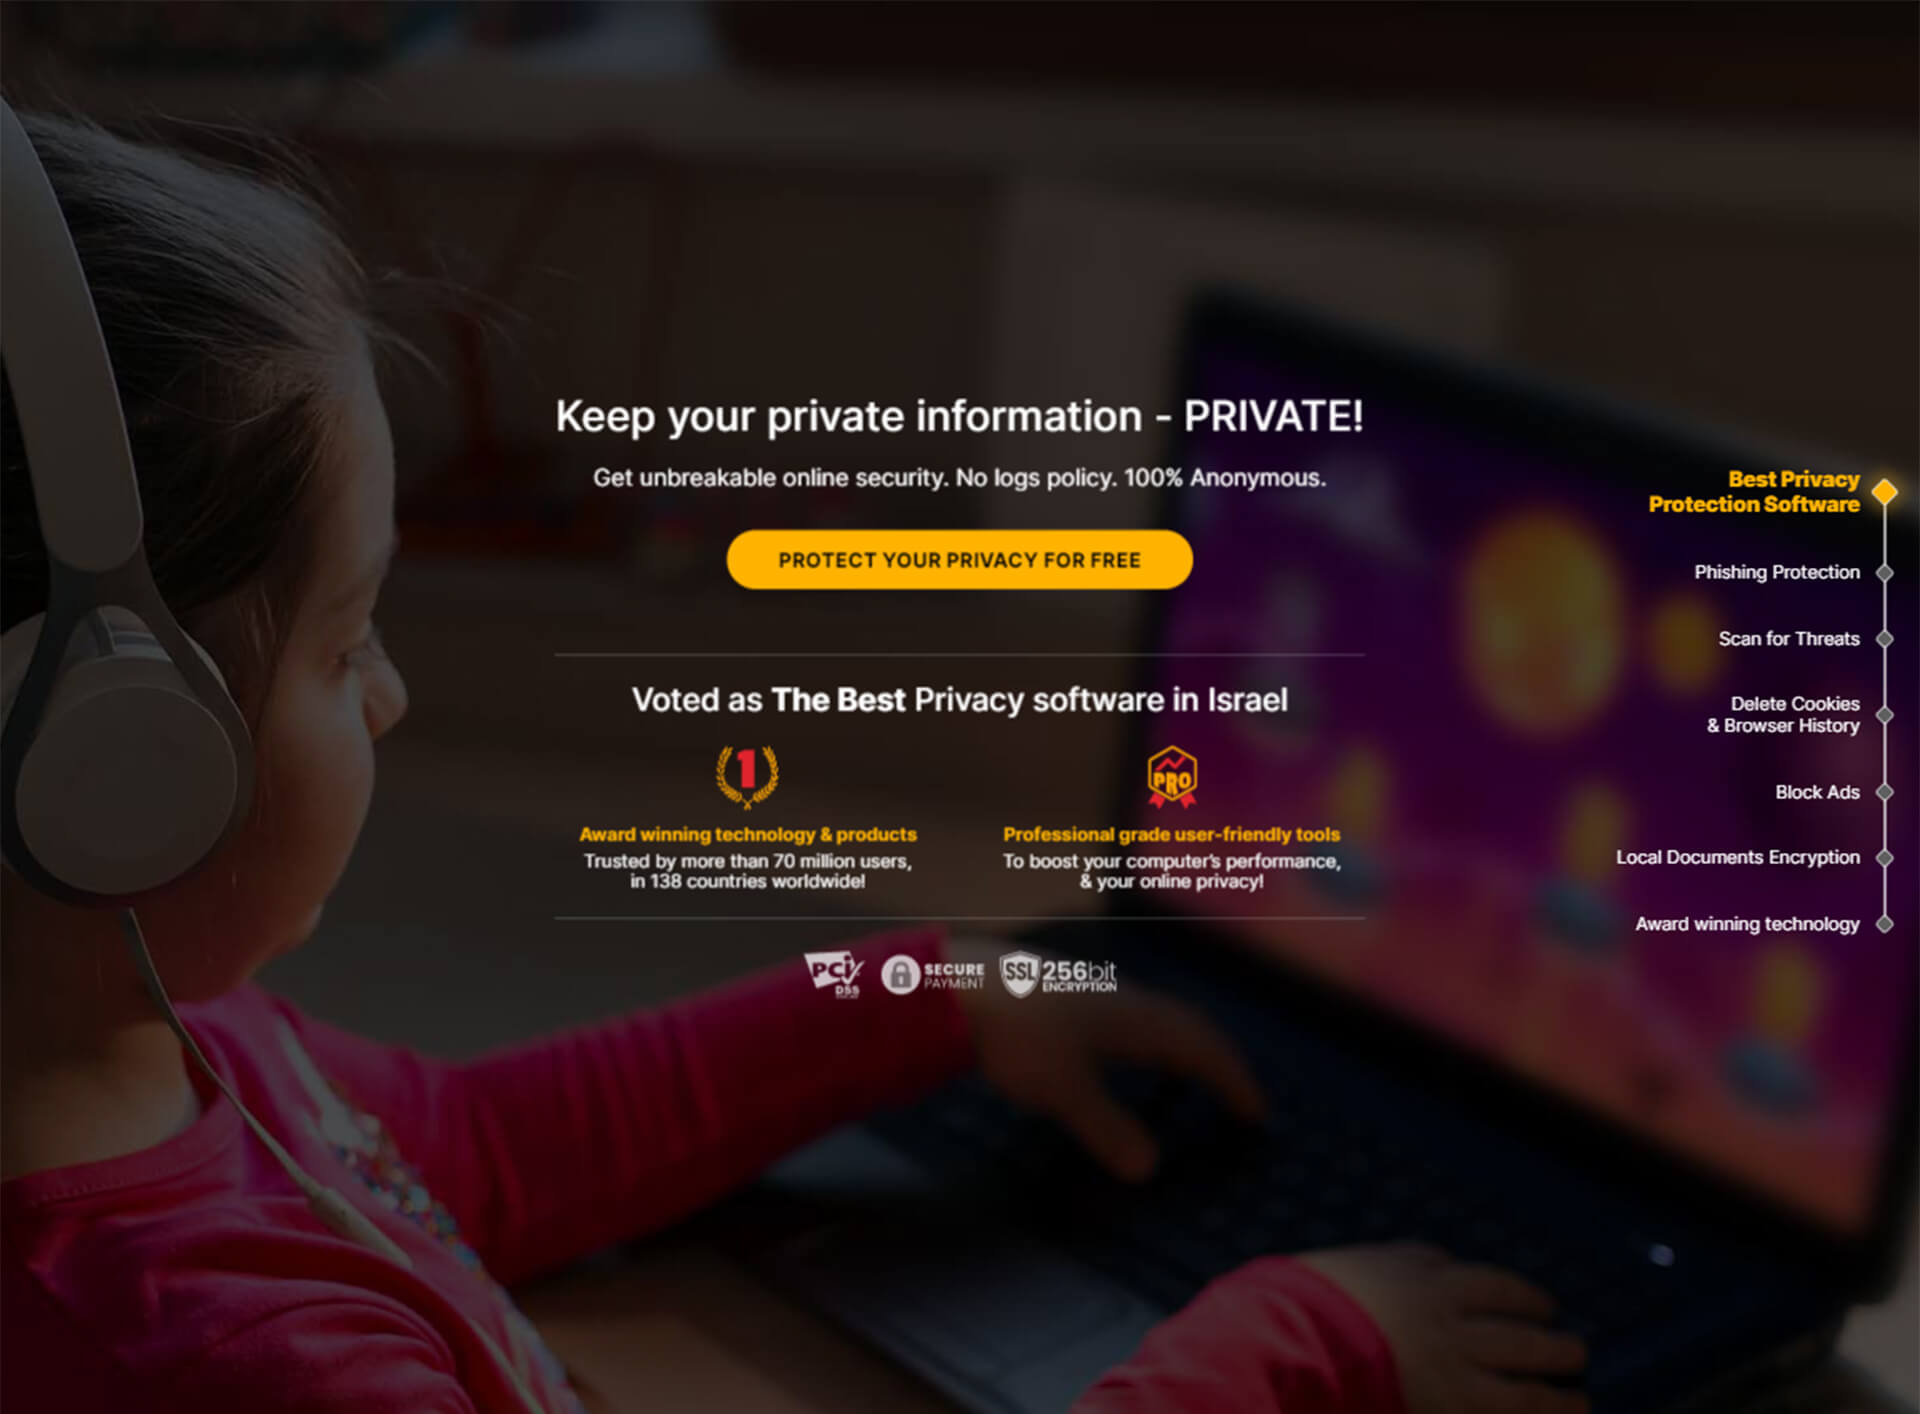 Keep your private information - PRIVATE!
Get unbreakable online security. No logs policy. 100% Anonymous.
PROTECT YOUR PRIVACY FOR FREE
Voted as The Best Privacy software in Israel
1
Award winning technology & products
Trusted by more than 70 million users,
in 138 countries worldwide!
PRO
Professional grade user-friendly tools
To boost your computer's performance,
& your online privacy!
PCI
DSS
SECURE
PAYMENT
SSL 256bit
ENCRYPTION
Best Privacy
Protection Software
Phishing Protection
Scan for Threats
Delete Cookies
& Browser History
Block Ads
Local Documents Encryption
Award winning technology